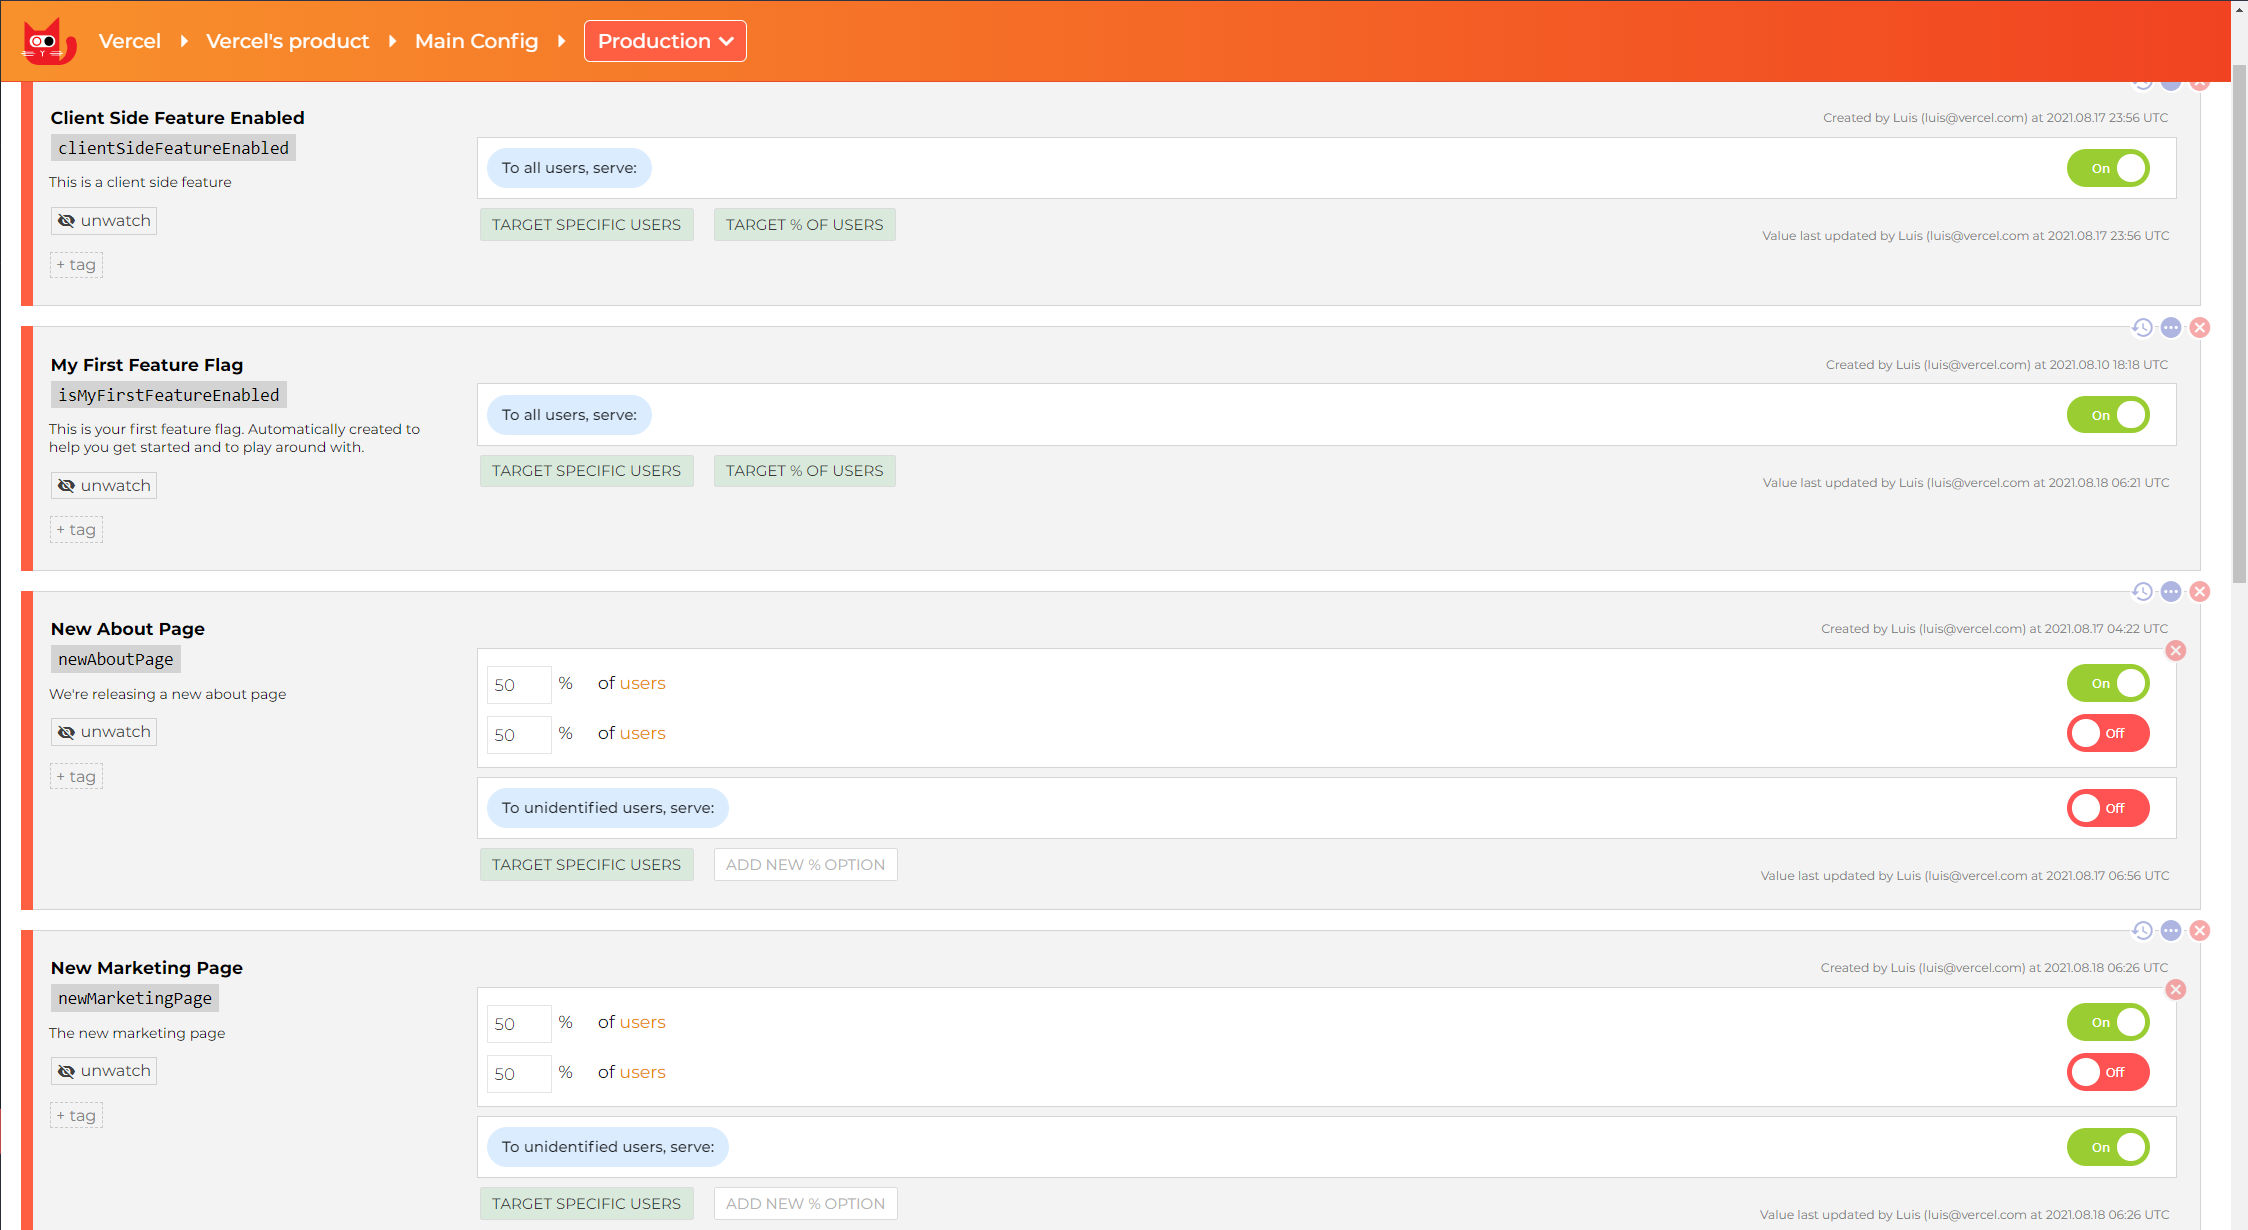 Vercel Vercel's product Main Config Production
Client Side Feature Enabled
Created by Luis (luis@vercel.com) at 2021.08.17 23:56 UTC
clientSideFeatureEnabled
To all users, serve:
On
This is a client side feature
unwatch
TARGET SPECIFIC USERS TARGET % OF USERS
Value last updated by Luis (luis@vercel.com at 2021.08.17 23:56 UTC
+ tag
My First Feature Flag
Created by Luis (luis@vercel.com) at 2021.08.10 18:18 UTC
isMyFirstFeatureEnabled
To all users, serve:
On
This is your first feature flag. Automatically created to
help you get started and to play around with.
TARGET SPECIFIC USERS TARGET % OF USERS
unwatch
Value last updated by Luis (luis@vercel.com at 2021.08.18 06:21 UTC
+ tag
New About Page
Created by Luis (luis@vercel.com) at 2021.08.17 04:22 UTC
newAboutPage
50 % of users
On
We're releasing a new about page
unwatch
50 % of users
Off
+ tag
To unidentified users, serve:
Off
TARGET SPECIFIC USERS ADD NEW % OPTION
Value last updated by Luis (luis@vercel.com at 2021.08.17 06:56 UTC
New Marketing Page
Created by Luis (luis@vercel.com) at 2021.08.18 06:26 UTC
newMarketingPage
50 % of users
On
The new marketing page
unwatch
50 % of users
Off
+ tag
To unidentified users, serve:
On
TARGET SPECIFIC USERS ADD NEW % OPTION
Value last updated by Luis (luis@vercel.com at 2021.08.18 06:26 UTC